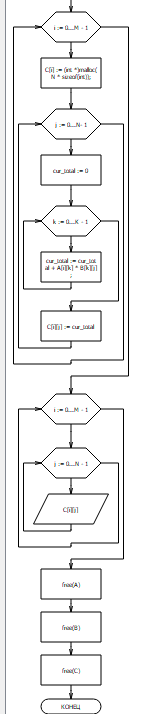 i := 0...M - 1
C[i] := (int *)malloc(
N * sizeof(int));
j := 0...N- 1
cur_total := 0
k := 0...K - 1
cur_total := cur_tot
al + A[i][k] * B[k][j]
;
C[i][j] := cur_total
i := 0...M - 1
j := 0...N - 1
C[i][j]
free(A)
free(B)
free(C)
КОНЕЦ